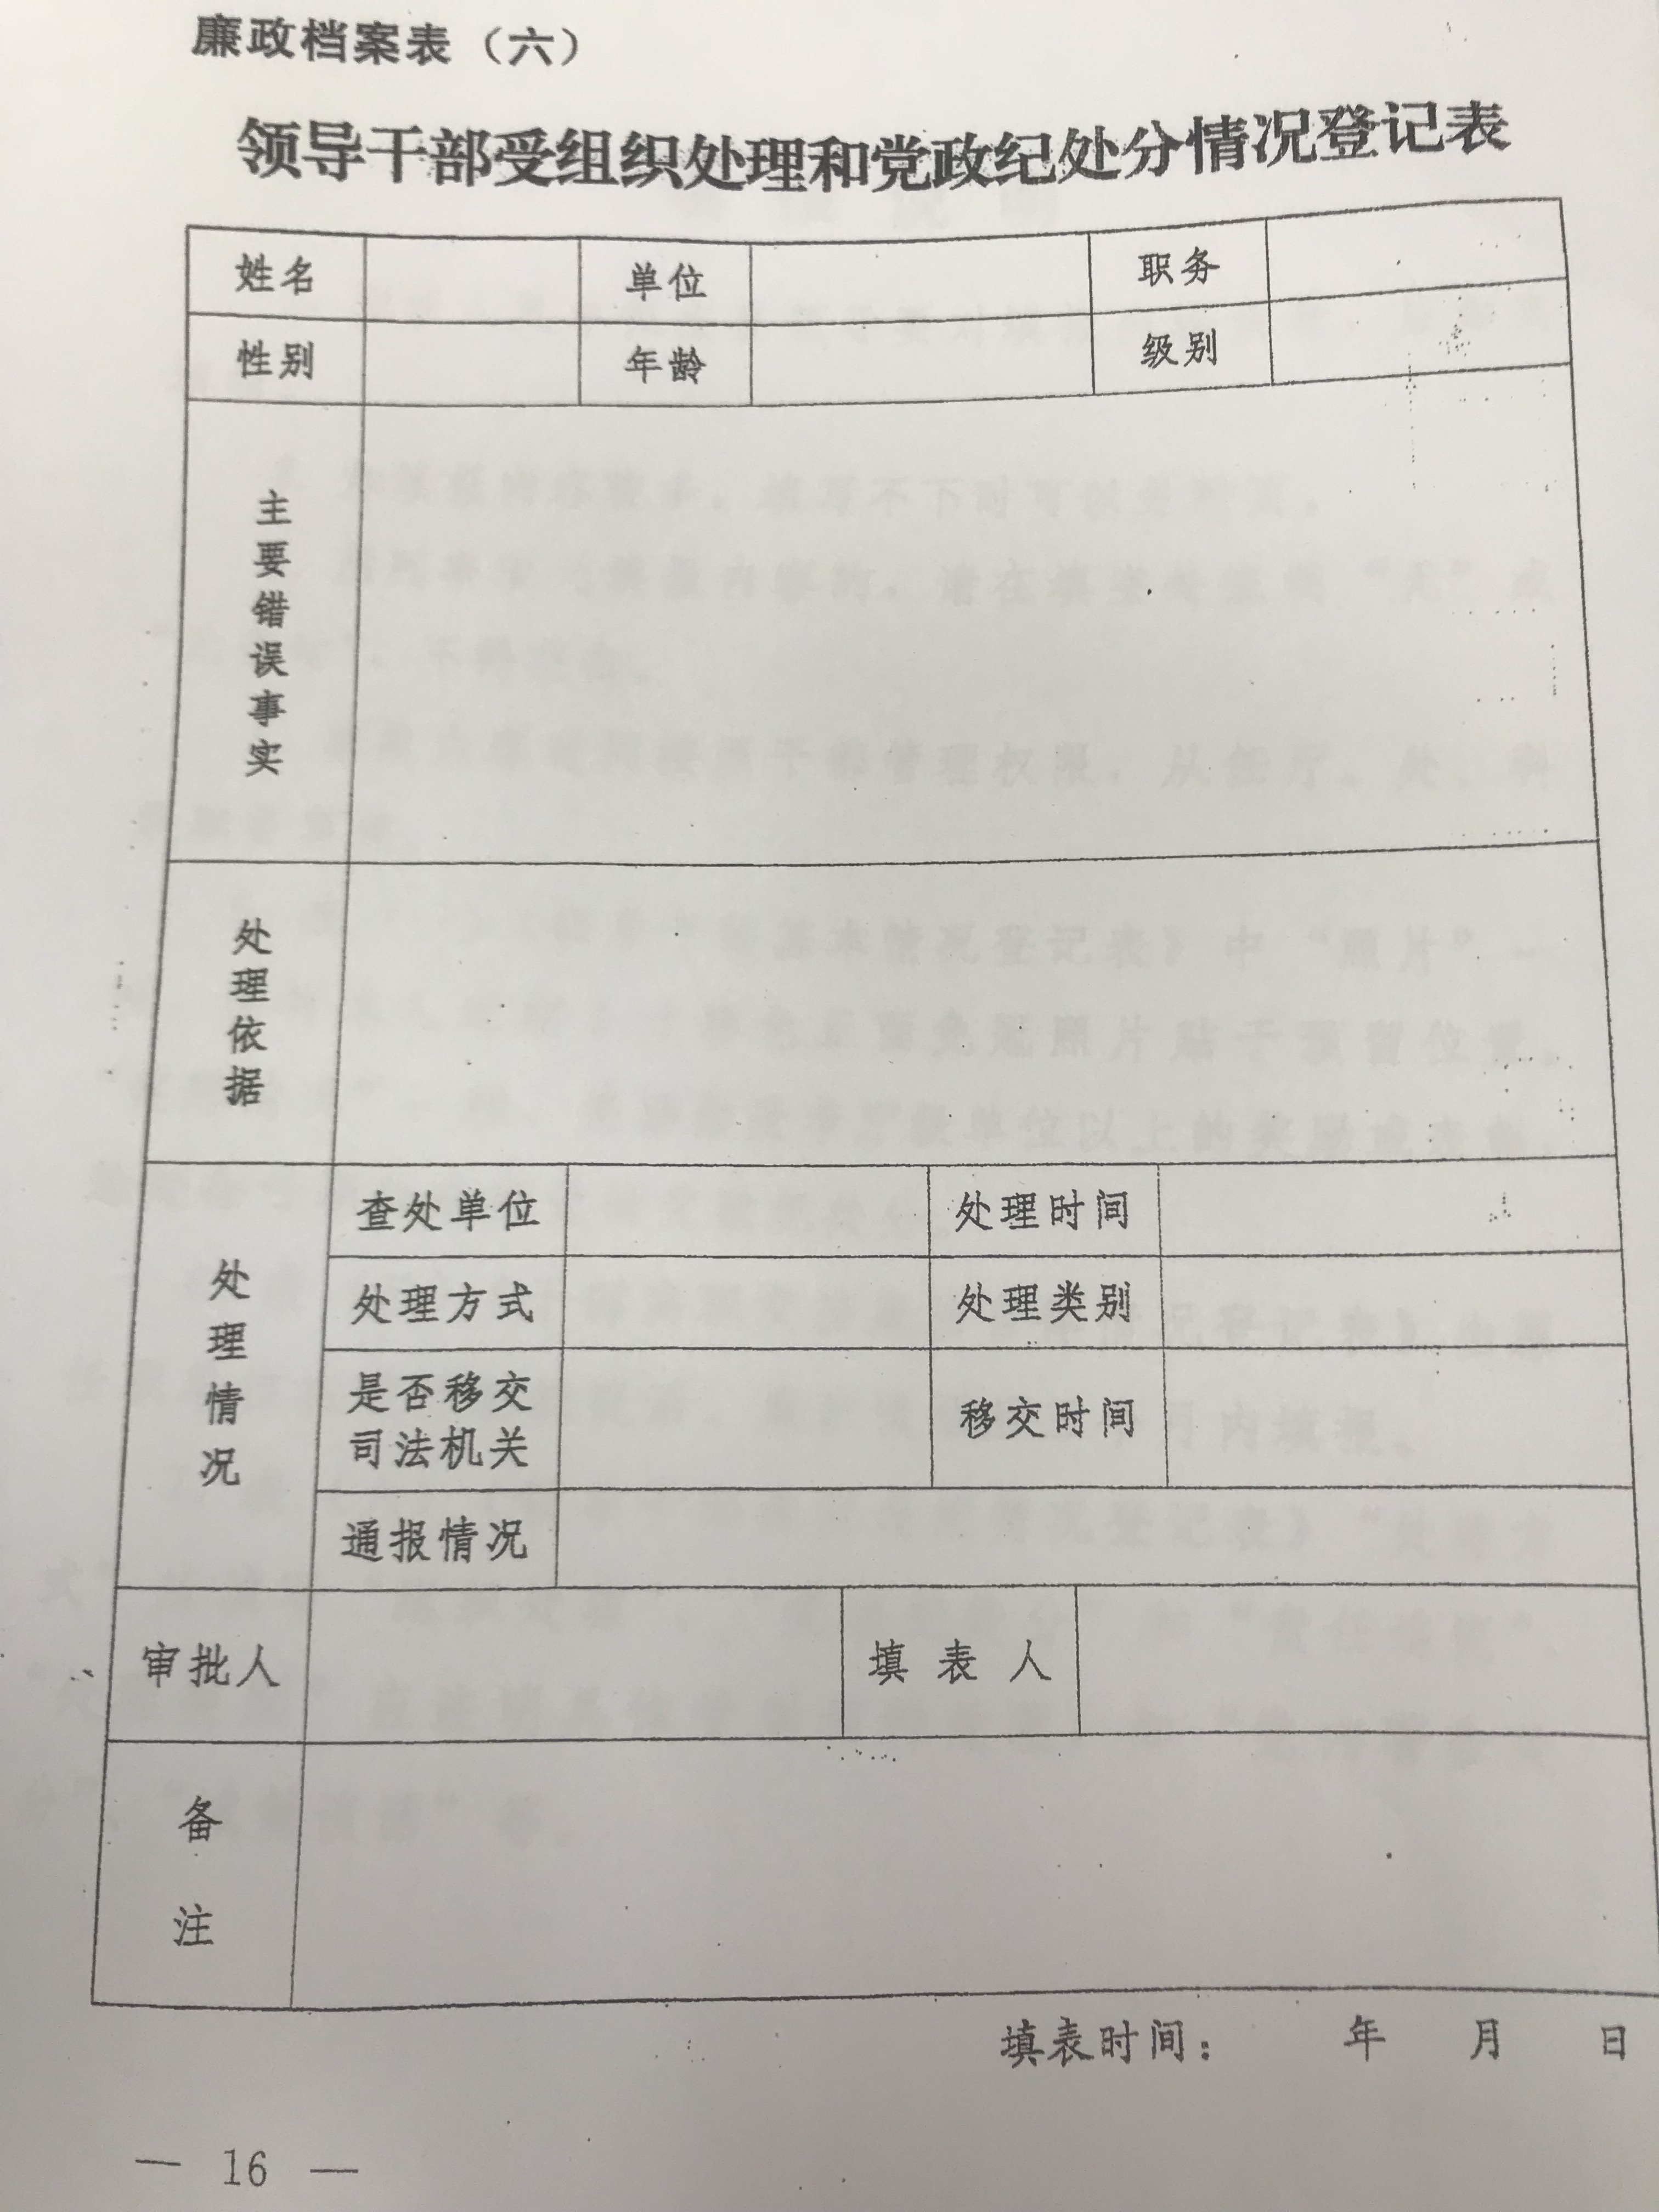 廉政档案表（六）
领导干部受组织处理和党政纪处分情况登记表
姓名 单位 职务
性别 年龄 级别
主要错误事实
处理依据
处理情况
查处单位 处理时间
处理方式 处理类别
是否移交
司法机关 移交时间
通报情况
审批人 填表人
备
注
填表时间： 年 月 日
— 16 —